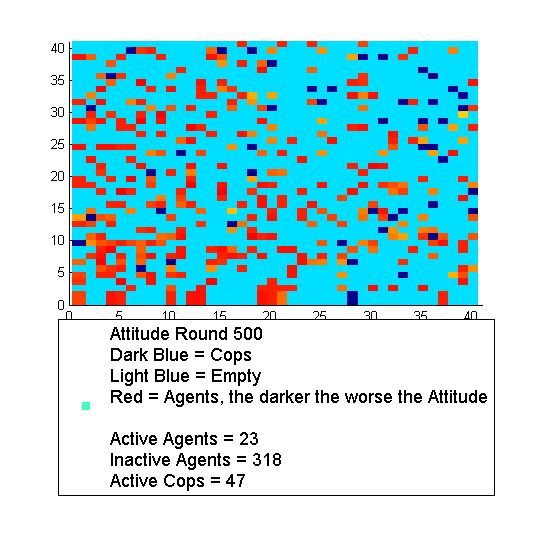 40
35
30
25
20
15
10
5
0
0 5 10 15 20 25 30 35 40
Attitude Round 500
Dark Blue = Cops
Light Blue = Empty
Red = Agents, the darker the worse the Attitude
Active Agents = 23
Inactive Agents = 318
Active Cops = 47